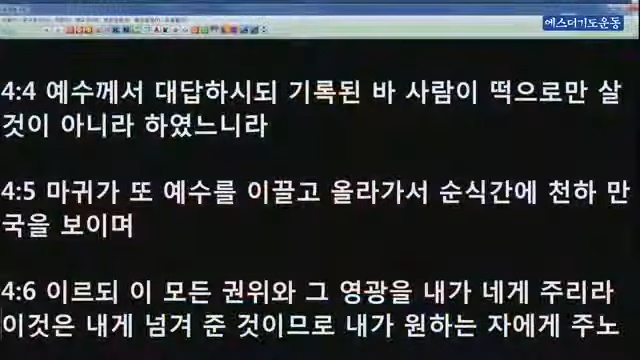 에스더기도운동
4:4 예수께서 대답하시되 기록된 바 사람이 떡으로만 살
것이 아니라 하였느니라
4:5 마귀가 또 예수를 이끌고 올라가서 순식간에 천하 만
국을 보이며
4:6 이르되 이 모든 권위와 그 영광을 내가 네게 주리라
이것은 내게 넘겨 준 것이므로 내가 원하는 자에게 주노